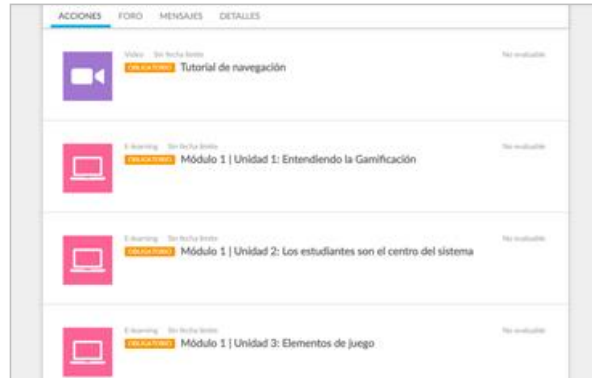 ACCIONES FORO MENSAJES DETALLES
Video Sin fecha límite No evaluable
OBLIGATORIO Tutorial de navegación
E-learning Sin fecha límite No evaluable
OBLIGATORIO Módulo 1 | Unidad 1: Entendiendo la Gamificación
E-learning Sin fecha límite No evaluable
OBLIGATORIO Módulo 1 | Unidad 2: Los estudiantes son el centro del sistema
E-learning Sin fecha límite No evaluable
OBLIGATORIO Módulo 1 | Unidad 3: Elementos de juego